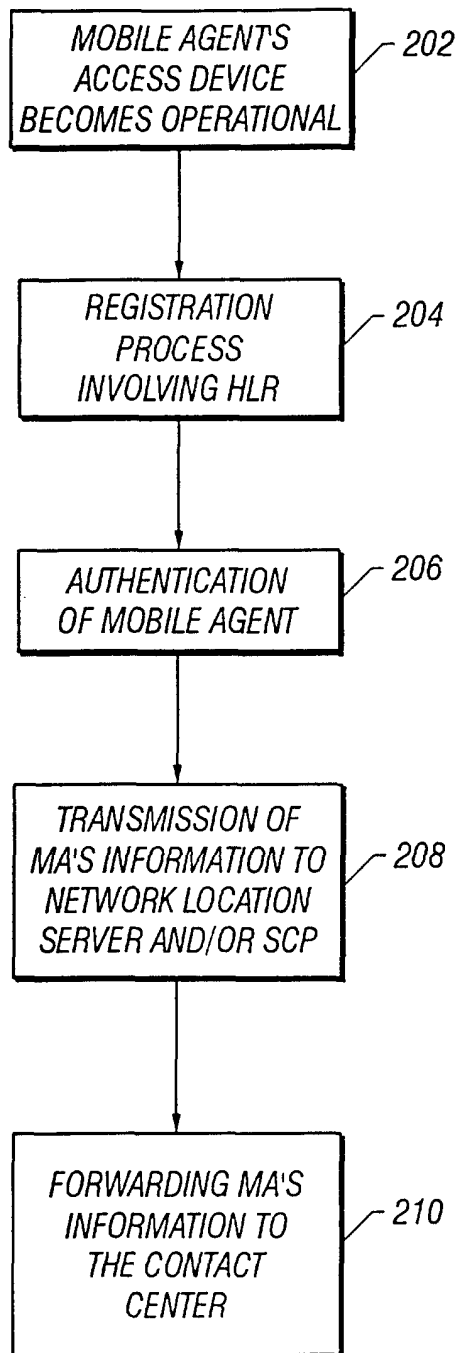 MOBILE AGENT'S
ACCESS DEVICE
BECOMES OPERATIONAL
202
REGISTRATION
PROCESS
INVOLVING HLR
204
AUTHENTICATION
OF MOBILE AGENT
206
TRANSMISSION OF
MA'S INFORMATION TO
NETWORK LOCATION
SERVER AND/OR SCP
208
FORWARDING MA'S
INFORMATION TO
THE CONTACT
CENTER
210